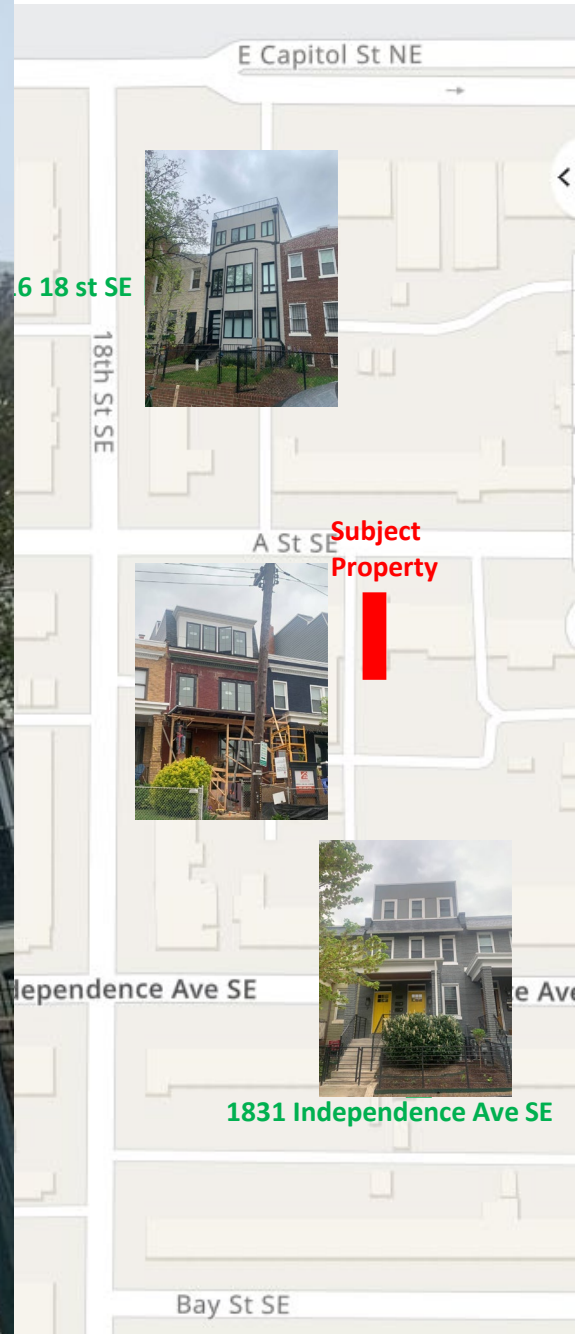 E Capitol St NE
.6 18 st SE
18th St SE
Subject
A St SE
Property
dependence Ave SE
e Ave
1831 Independence Ave SE
Bay St SE